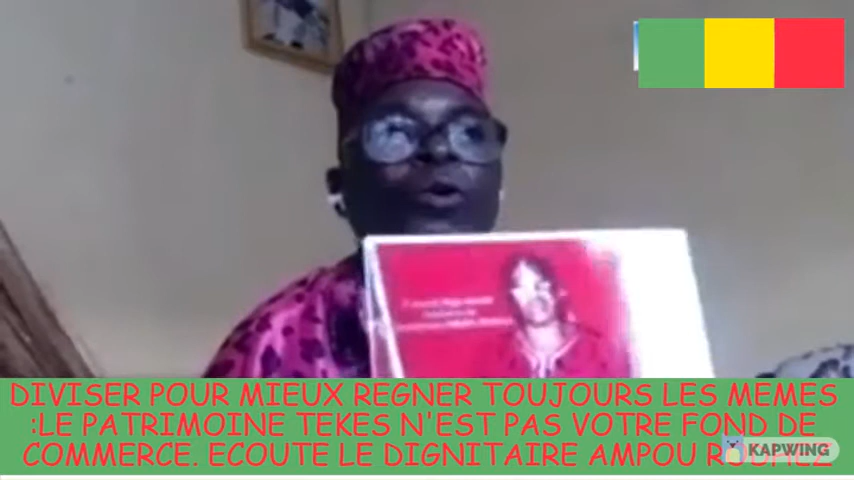 DIVISER POUR MIEUX REGNER TOUJOURS LES MEMES
:LE PATRIMOINE TEKES N'EST PAS VOTRE FOND DE
COMMERCE. ECOUTE LE DIGNITAIRE AMPOU
KAPWING